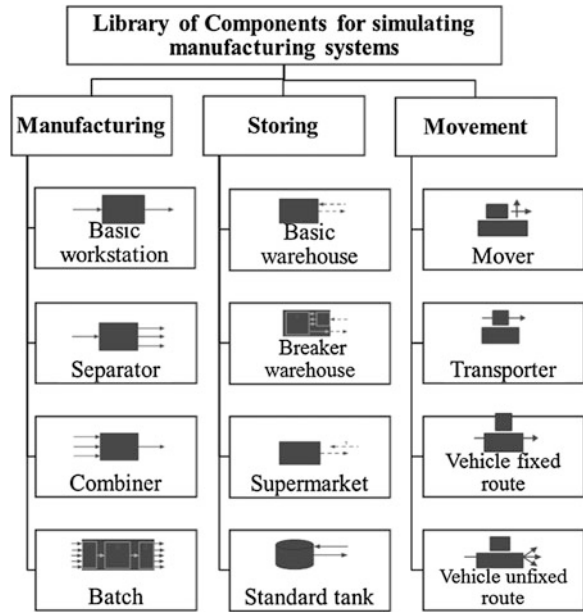 Library of Components for simulating
manufacturing systems
Manufacturing
Storing
Movement
Basic
workstation
Separator
Combiner
Batch
Basic
warehouse
Breaker
warehouse
Supermarket
Standard tank
Mover
Transporter
Vehicle fixed
route
Vehicle unfixed
route